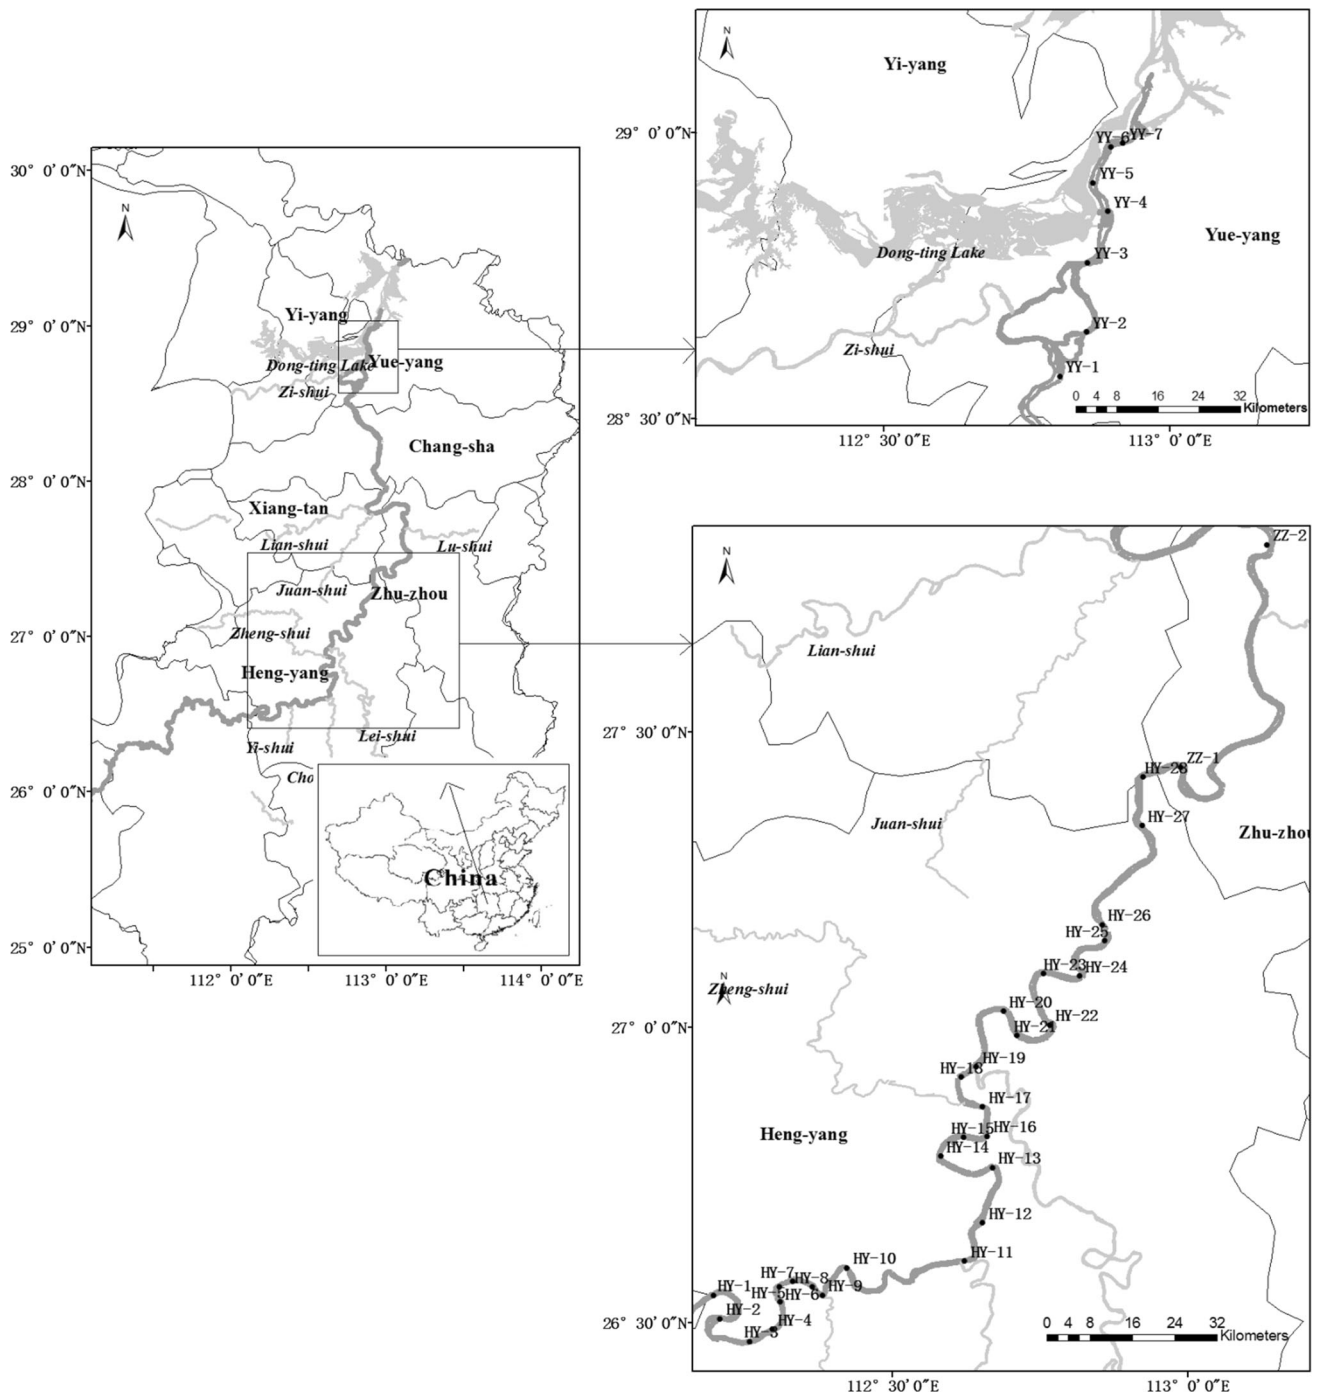 30° 0′ 0″N
29° 0′ 0″N
28° 0′ 0″N
27° 0′ 0″N
26° 0′ 0″N
25° 0′ 0″N
112° 0′ 0″E
113° 0′ 0″E
114° 0′ 0″E
N
Yi-yang
Yue-yang
Dong-ting Lake
Zi-shui
Chang-sha
Xiang-tan
Lian-shui
Lu-shui
Juan-shui
Zhu-zhou
Zheng-shui
Heng-yang
Yi-shui
Lei-shui
Cho
China
N
Yi-yang
29° 0′ 0″N
YY-6
YY-7
YY-5
YY-4
Yue-yang
Dong-ting Lake
YY-3
YY-2
Zi-shui
YY-1
0 2 4 8 16 24 32
Kilometers
28° 30′ 0″N
112° 30′ 0″E
113° 0′ 0″E
N
ZZ-2
Lian-shui
27° 30′ 0″N
ZZ-1
HY-28
Juan-shui
HY-27
Zhu-zhou
HY-26
HY-25
HY-23
HY-24
N
Zheng-shui
HY-20
HY-22
HY-21
27° 0′ 0″N
HY-19
HY-18
HY-17
HY-15
HY-16
Heng-yang
HY-14
HY-13
HY-12
HY-11
HY-10
HY-7
HY-8
HY-1
HY-5
HY-6
HY-9
HY-2
HY-4
HY-3
26° 30′ 0″N
0 2 4 8 16 24 32
Kilometers
112° 30′ 0″E
113° 0′ 0″E